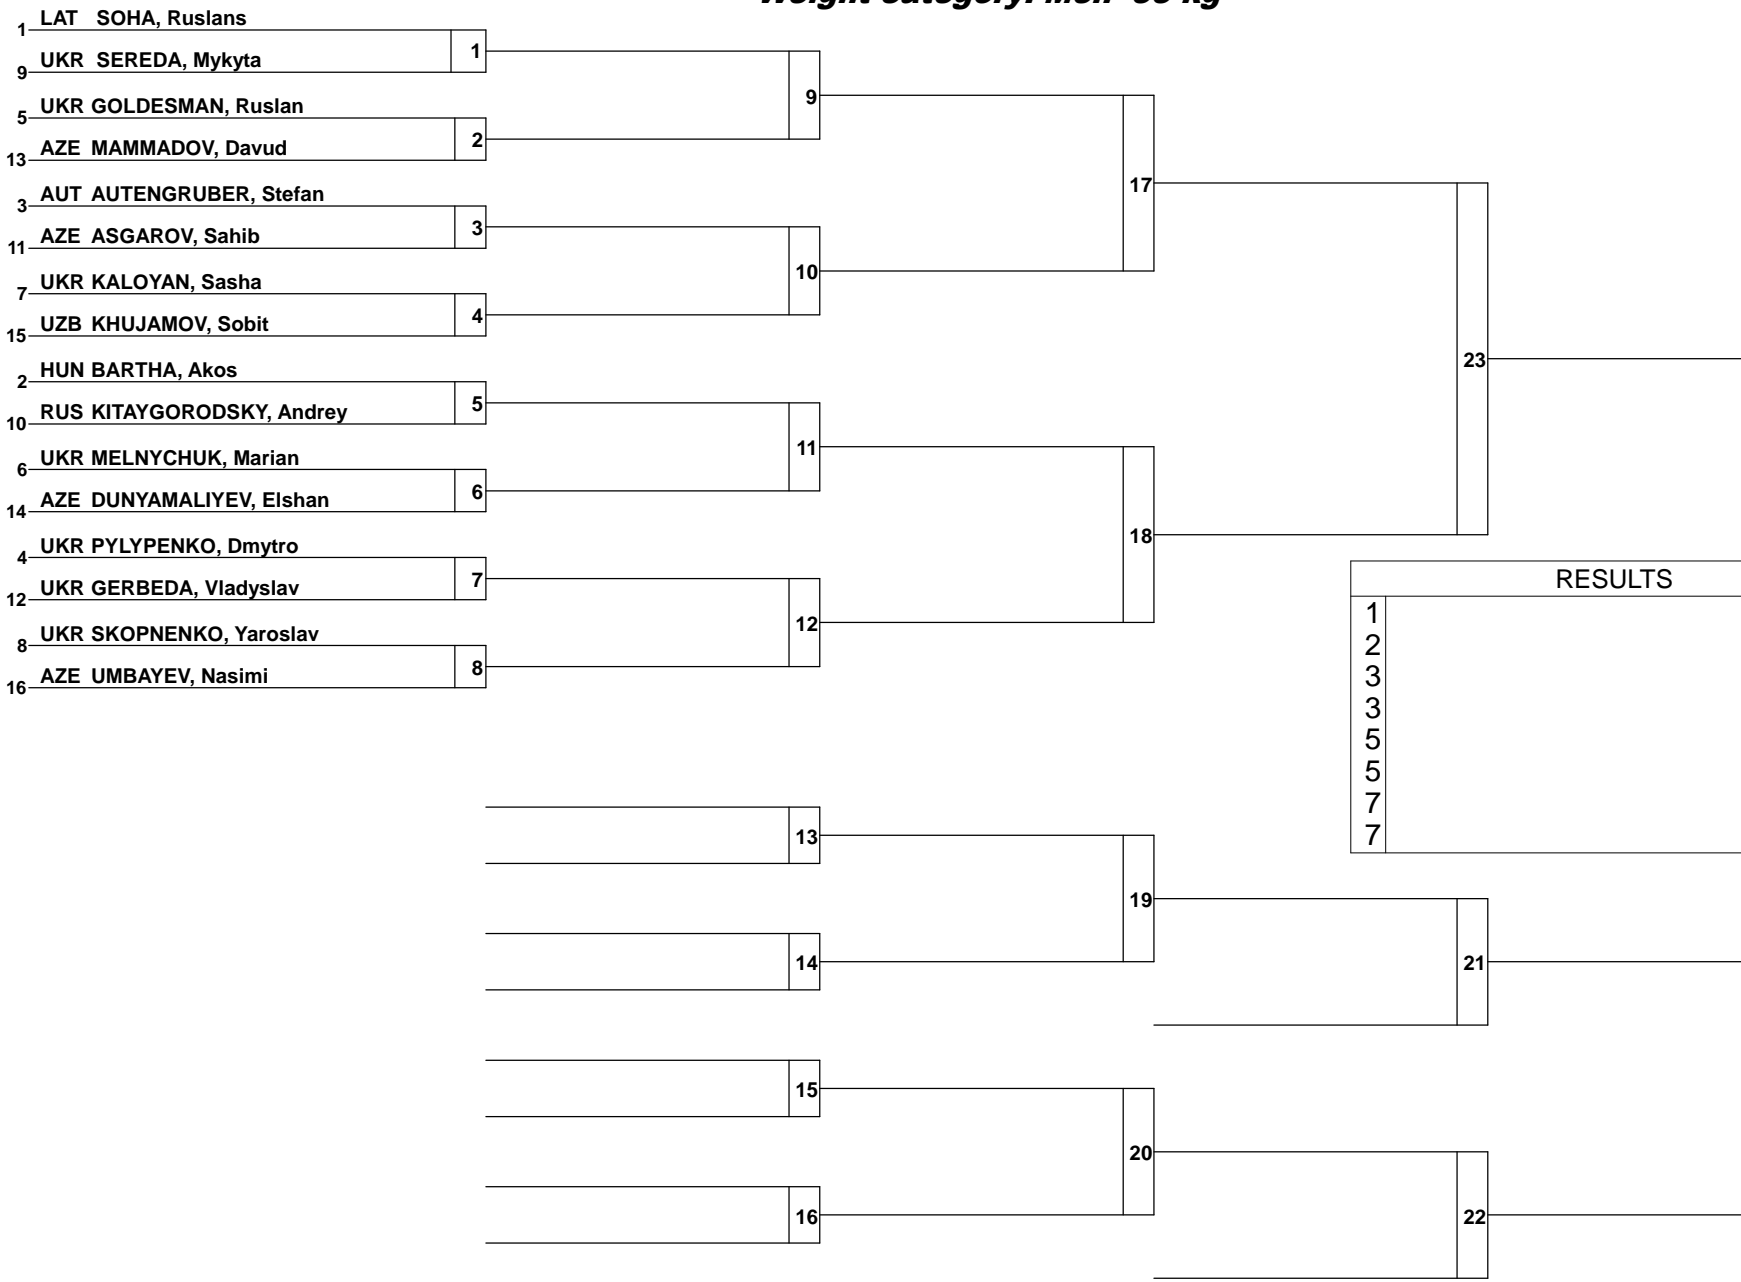 Weight category: Men
kg
LAT SOHA, Ruslans
1
1
UKR SEREDA, Mykyta
9
9
UKR GOLDESMAN, Ruslan
5
2
AZE MAMMADOV, Davud
13
17
AUT AUTENGRUBER, Stefan
3
3
AZE ASGAROV, Sahib
11
10
UKR KALOYAN, Sasha
7
4
UZB KHUJAMOV, Sobit
15
23
HUN BARTHA, Akos
2
5
RUS KITAYGORODSKY, Andrey
10
11
UKR MELNYCHUK, Marian
6
6
AZE DUNYAMALIYEV, Elshan
14
18
UKR PYLYPENKO, Dmytro
4
7
UKR GERBEDA, Vladyslav
12
12
UKR SKOPNENKO, Yaroslav
8
8
AZE UMBAYEV, Nasimi
16
RESULTS
1
2
3
3
5
5
7
7
13
19
14
21
15
20
16
22